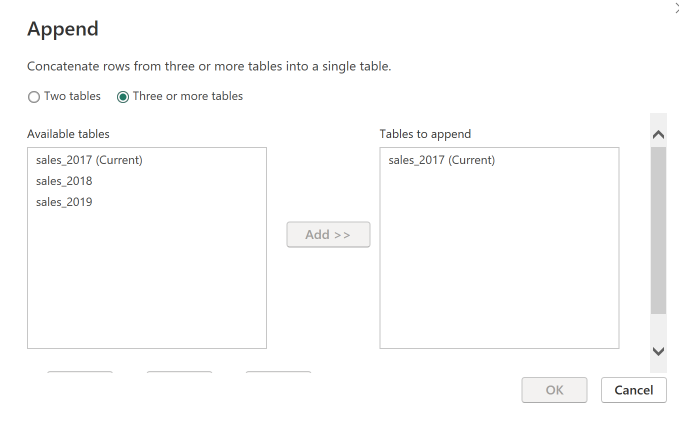 Append
Concatenate rows from three or more tables into a single table.
Two tables
Three or more tables
Available tables
sales_2017 (Current)
sales_2018
sales_2019
Add >>
Tables to append
sales_2017 (Current)
OK
Cancel